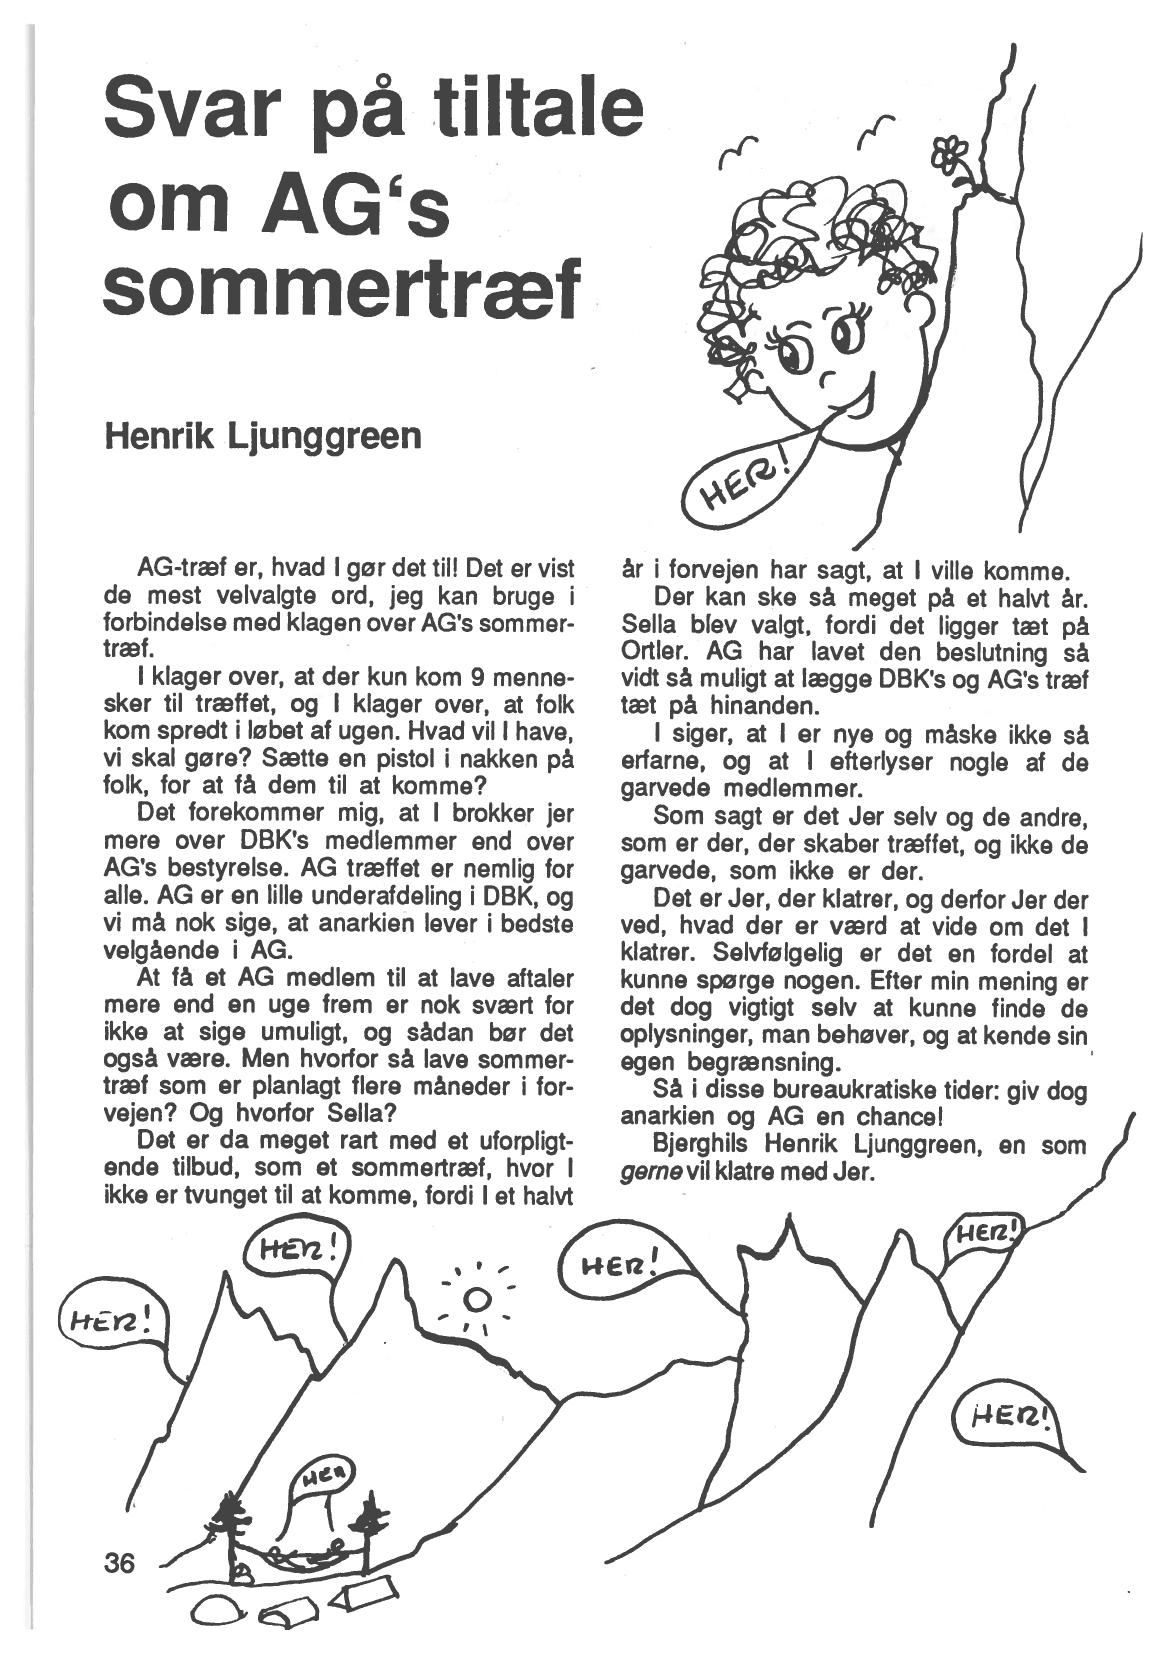 Svar på tiltale
om AG's
sommertræf
Henrik Ljunggreen
HER!
AG-træf er, hvad I gør det til! Det er vist
de mest velvalgte ord, jeg kan bruge i
forbindelse med klagen over AG's sommer-
træf.
I klager over, at der kun kom 9 menne-
sker til træffet, og I klager over, at folk
kom spredt i løbet af ugen. Hvad vil I have,
vi skal gøre? Sætte en pistol i nakken på
folk, for at få dem til at komme?
Det forekommer mig, at I brokker jer
mere over DBK's medlemmer end over
AG's bestyrelse. AG træffet er nemlig for
alle. AG er en lille underafdeling i DBK, og
vi må nok sige, at anarkien lever i bedste
velgående i AG.
At få et AG medlem til at lave aftaler
mere end en uge frem er nok svært for
ikke at sige umuligt, og sådan bør det
også være. Men hvorfor så lave sommer-
træf som er planlagt flere måneder i for-
vejen? Og hvorfor Sella?
Det er da meget rart med et uforpligt-
ende tilbud, som et sommertræf, hvor I
ikke er tvunget til at komme, fordi I et halvt
år i forvejen har sagt, at I ville komme.
Der kan ske så meget på et halvt år.
Sella blev valgt, fordi det ligger tæt på
Ortler. AG har lavet den beslutning så
vidt så muligt at lægge DBK's og AG's træf
tæt på hinanden.
I siger, at I er nye og måske ikke så
erfarne, og at I efterlyser nogle af de
garvede medlemmer.
Som sagt er det Jer selv og de andre,
som er der, der skaber træffet, og ikke de
garvede, som ikke er der.
Det er Jer, der klatrer, og derfor Jer der
ved, hvad der er værd at vide om det I
klatrer. Selvfølgelig er det en fordel at
kunne spørge nogen. Efter min mening er
det dog vigtigt selv at kunne finde de
oplysninger, man behøver, og at kende sin
egen begrænsning.
Så i disse bureaukratiske tider: giv dog
anarkien og AG en chance!
Bjerghils Henrik Ljunggreen, en som
gerne vil klatre med Jer.
HER!
HER!
HER!
HER!
HER!
HER
36